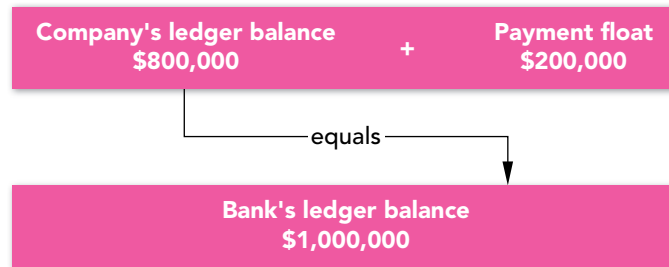 Company's ledger balance
$800,000
+
Payment float
$200,000
equals
Bank's ledger balance
$1,000,000